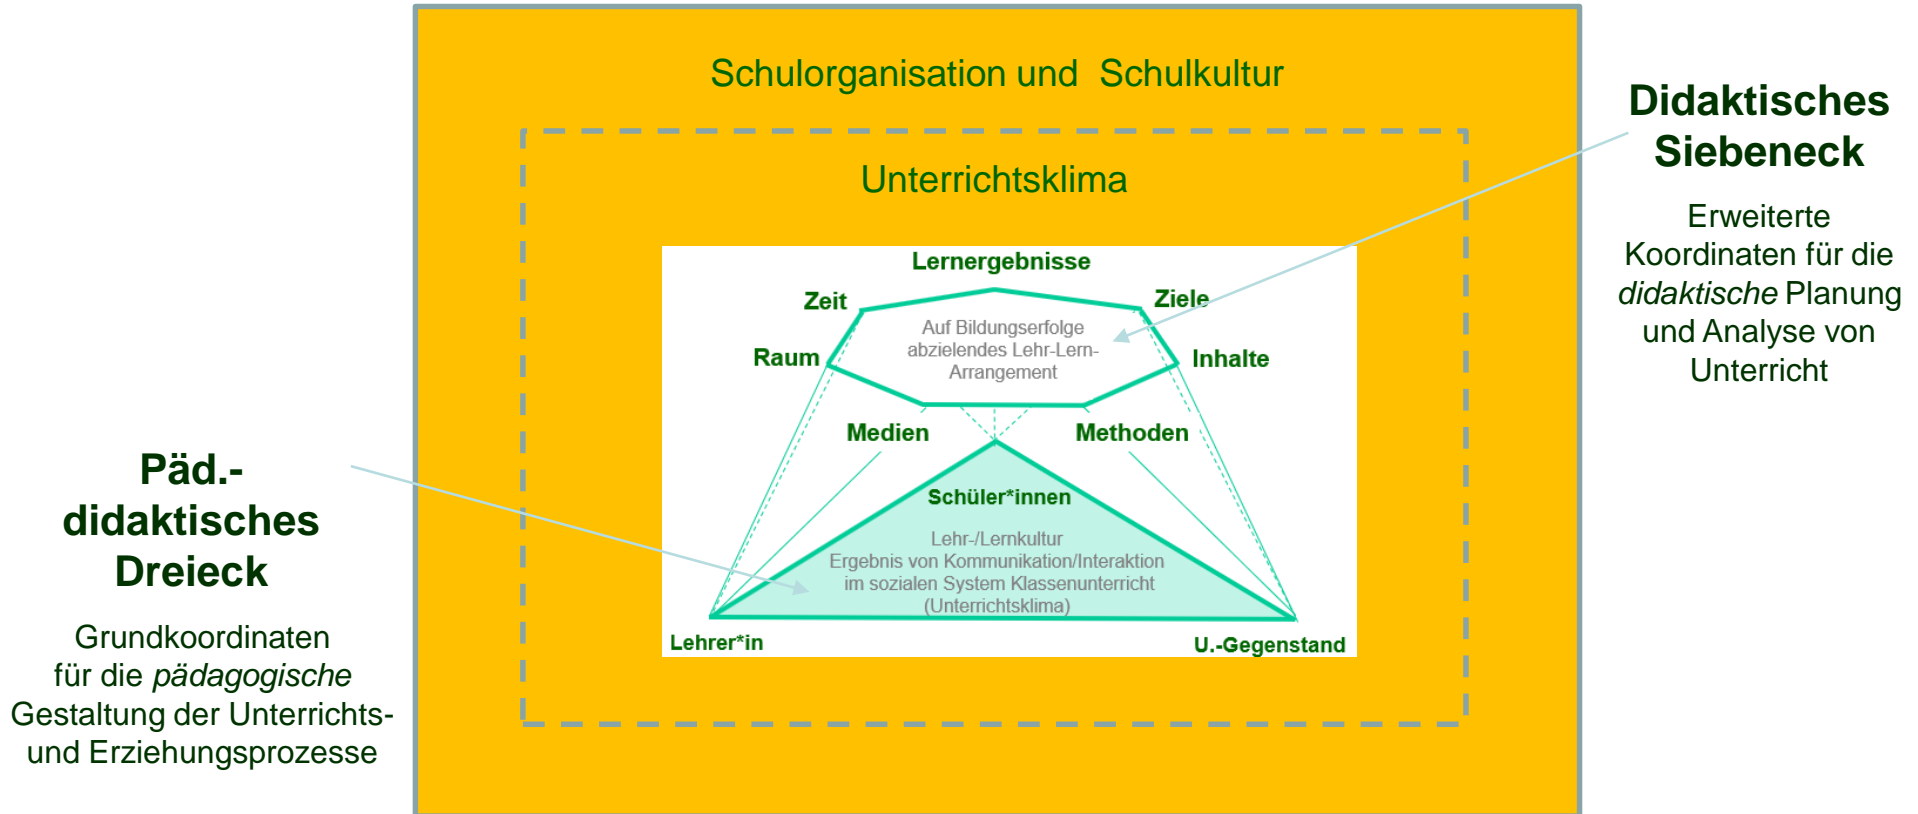 Schulorganisation und Schulkultur
Didaktisches
Siebeneck
Erweiterte
Koordinaten für die
didaktische Planung
und Analyse von
Unterricht
Unterrichtsklima
Lernergebnisse
Zeit
Ziele
Auf Bildungserfolge
abzielendes Lehr-Lern-
Arrangement
Raum
Inhalte
Medien
Methoden
Schüler*innen
Lehr-/Lernkultur
Ergebnis von Kommunikation/Interaktion
im sozialen System Klassenunterricht
(Unterrichtsklima)
Lehrer*in
U.-Gegenstand
Päd.-
didaktisches
Dreieck
Grundkoordinaten
für die pädagogische
Gestaltung der Unterrichts-
und Erziehungsprozesse